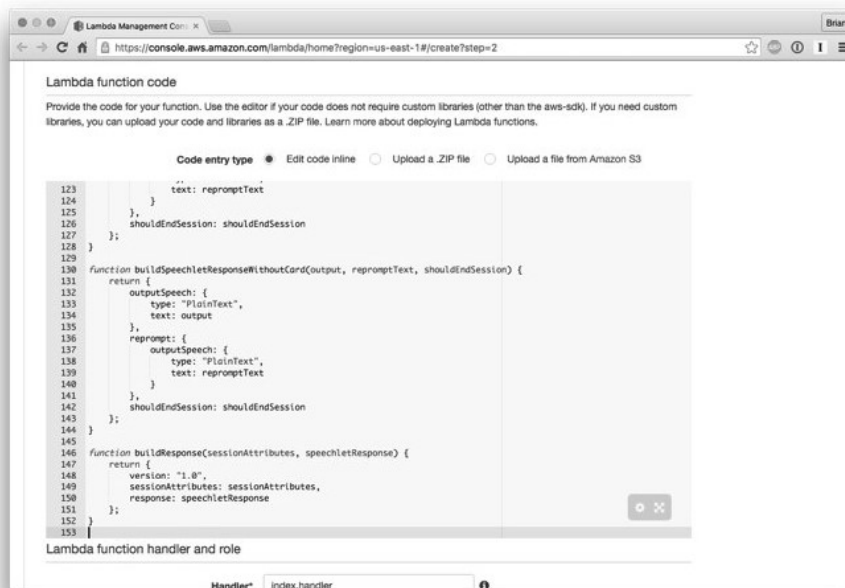 Lambda Management Con
Brian
https://console.aws.amazon.com/lambda/home?region=us-east-1#/create?step=2
Lambda function code
Provide the code for your function. Use the editor if your code does not require custom libraries (other than the aws-sdk). If you need custom
libraries, you can upload your code and libraries as a .ZIP file. Learn more about deploying Lambda functions.
Code entry type Edit code inline Upload a .ZIP file Upload a file from Amazon S3
123 text: repromptText
124 }
125 },
126 shouldEndSession: shouldEndSession
127 };
128 }
129
130 function buildSpeechletResponseWithoutCard(output, repromptText, shouldEndSession) {
131 return {
132 outputSpeech: {
133 type: "PlainText",
134 text: output
135 },
136 reprompt: {
137 outputSpeech: {
138 type: "PlainText",
139 text: repromptText
140 }
141 },
142 shouldEndSession: shouldEndSession
143 };
144 }
145
146 function buildResponse(sessionAttributes, speechletResponse) {
147 return {
148 version: "1.0",
149 sessionAttributes: sessionAttributes,
150 response: speechletResponse
151 };
152 }
153
Lambda function handler and role
Handler* index.handler